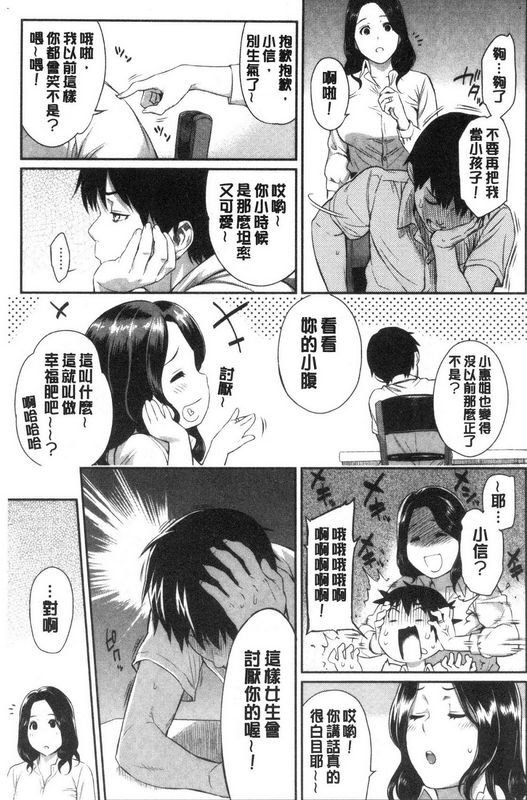 夠…夠了
不要再把我
當小孩子！
啊啦！
抱歉抱歉，
小信，
別生氣了～
哦啦，
我以前這樣
你都會笑不是？
喂～喂！
哎喲～
你小時候
是那麼坦率
又可愛～
……
小惠姐也變得
沒以前那麼正了
不是？
看看
妳的小腹
討厭～
這叫什麼～
這就叫做
幸福肥吧～～？
啊哈哈哈
～耶…
小信？
哦哦哦哦啊
啊啊啊啊啊！
哎喲！
你講話真的
很白目耶～
這樣女生會
討厭你的喔！～
…對啊